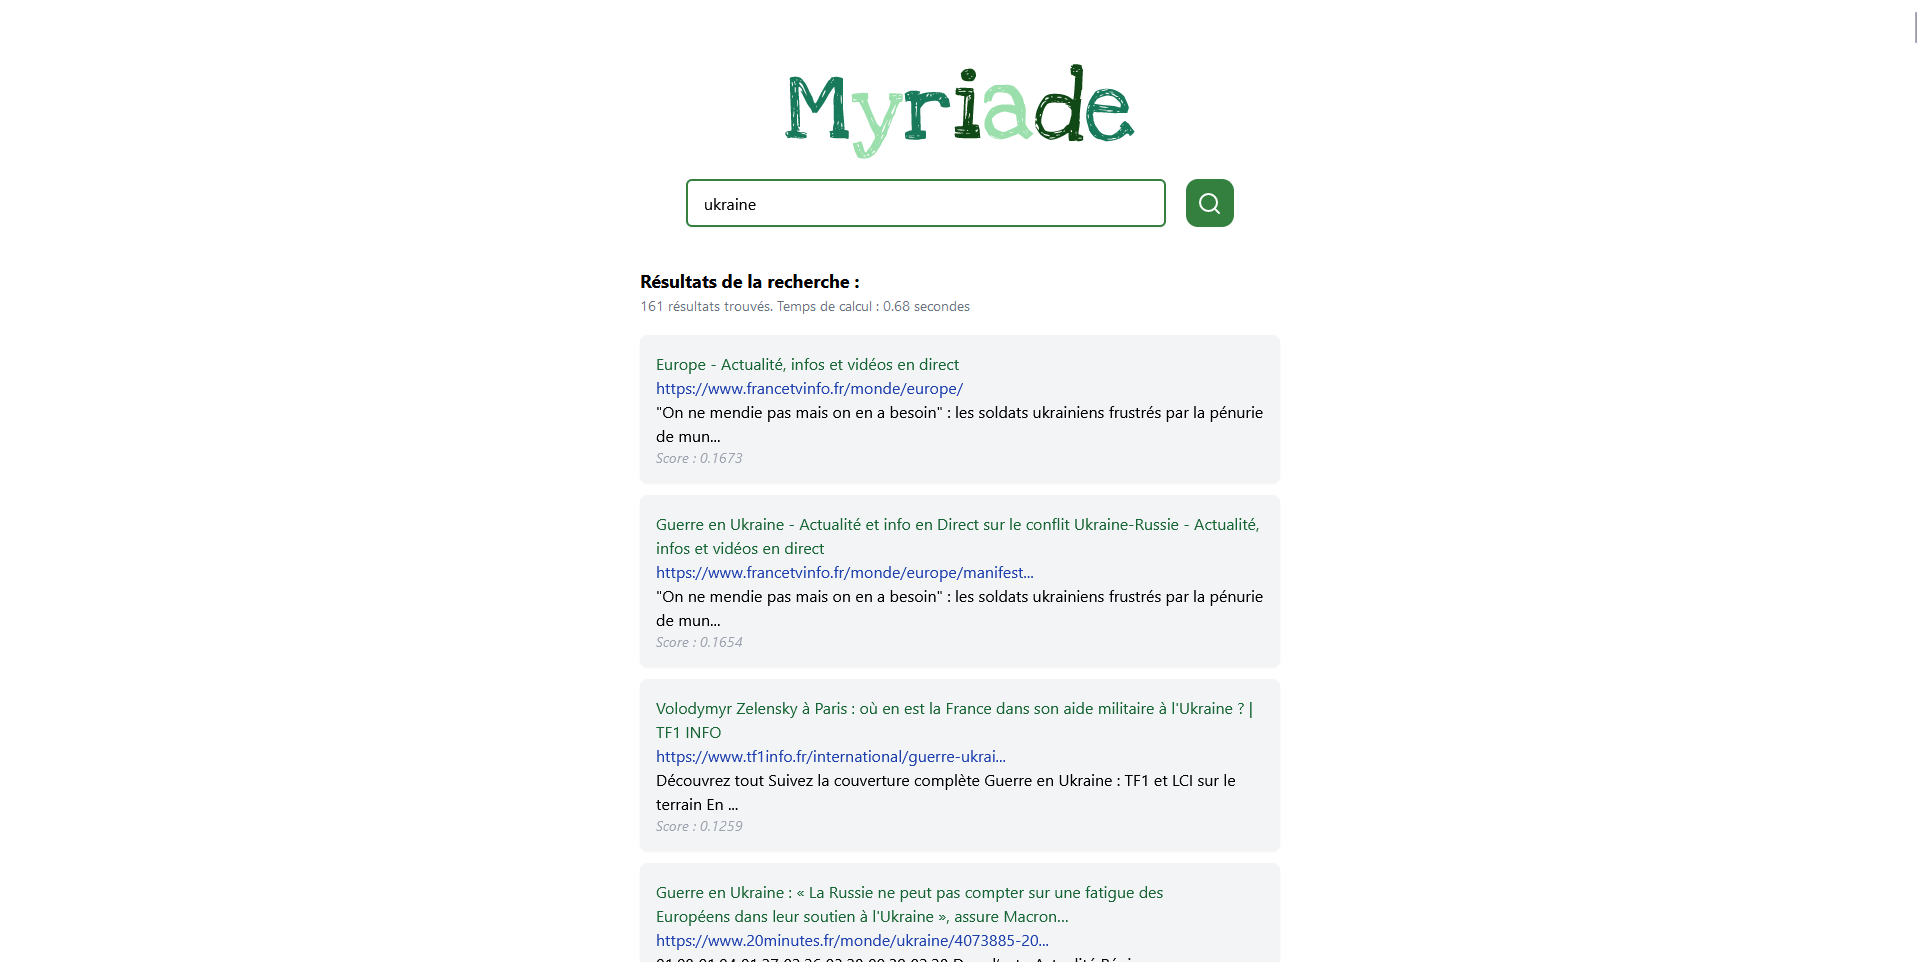 Myriade
ukraine
Résultats de la recherche :
161 résultats trouvés. Temps de calcul : 0.68 secondes
Europe - Actualité, infos et vidéos en direct
https://www.francetvinfo.fr/monde/europe/
"On ne mendie pas mais on en a besoin" : les soldats ukrainiens frustrés par la pénurie
de mun...
Score : 0.1673
Guerre en Ukraine - Actualité et info en Direct sur le conflit Ukraine-Russie - Actualité,
infos et vidéos en direct
https://www.francetvinfo.fr/monde/europe/manifest...
"On ne mendie pas mais on en a besoin" : les soldats ukrainiens frustrés par la pénurie
de mun...
Score : 0.1654
Volodymyr Zelensky à Paris : où en est la France dans son aide militaire à l'Ukraine ? |
TF1 INFO
https://www.tf1info.fr/international/guerre-ukrai...
Découvrez tout Suivez la couverture complète Guerre en Ukraine : TF1 et LCI sur le
terrain En ...
Score : 0.1259
Guerre en Ukraine : « La Russie ne peut pas compter sur une fatigue des
Européens dans leur soutien à l'Ukraine », assure Macron...
https://www.20minutes.fr/monde/ukraine/4073885-20...